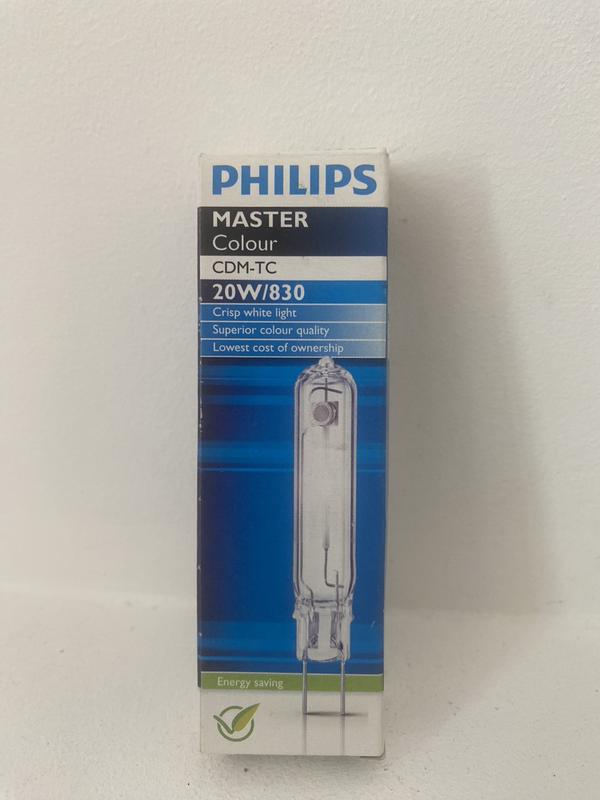 PHILIPS
MASTER
Colour
CDM-TC
20W/830
Crisp white light
Superior colour quality
Lowest cost of ownership
Energy saving